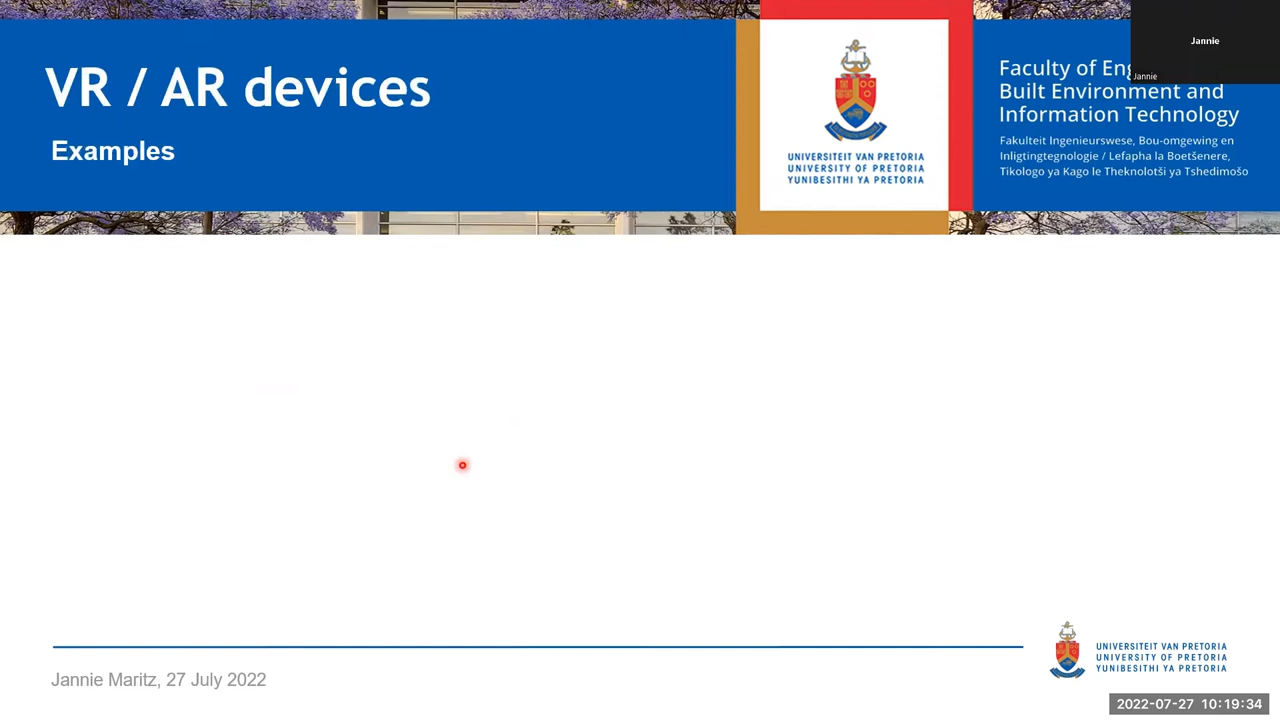 VR / AR devices
Examples
UNIVERSITEIT VAN PRETORIA
UNIVERSITY OF PRETORIA
YUNIBESITHI YA PRETORIA
Faculty of
Built Environment and
Information Technology
Fakulteit Ingenieurswese, Bou-omgewing en
Inligtingtegnologie / Lefapha la Boetšenere,
Tikologo ya Kago le Theknolotši ya Tshedimošo
Jannie
Jannie
Jannie Maritz, 27 July 2022
UNIVERSITEIT VAN PRETORIA
UNIVERSITY OF PRETORIA
YUNIBESITHI YA PRETORIA
2022-07-27 10:19:34